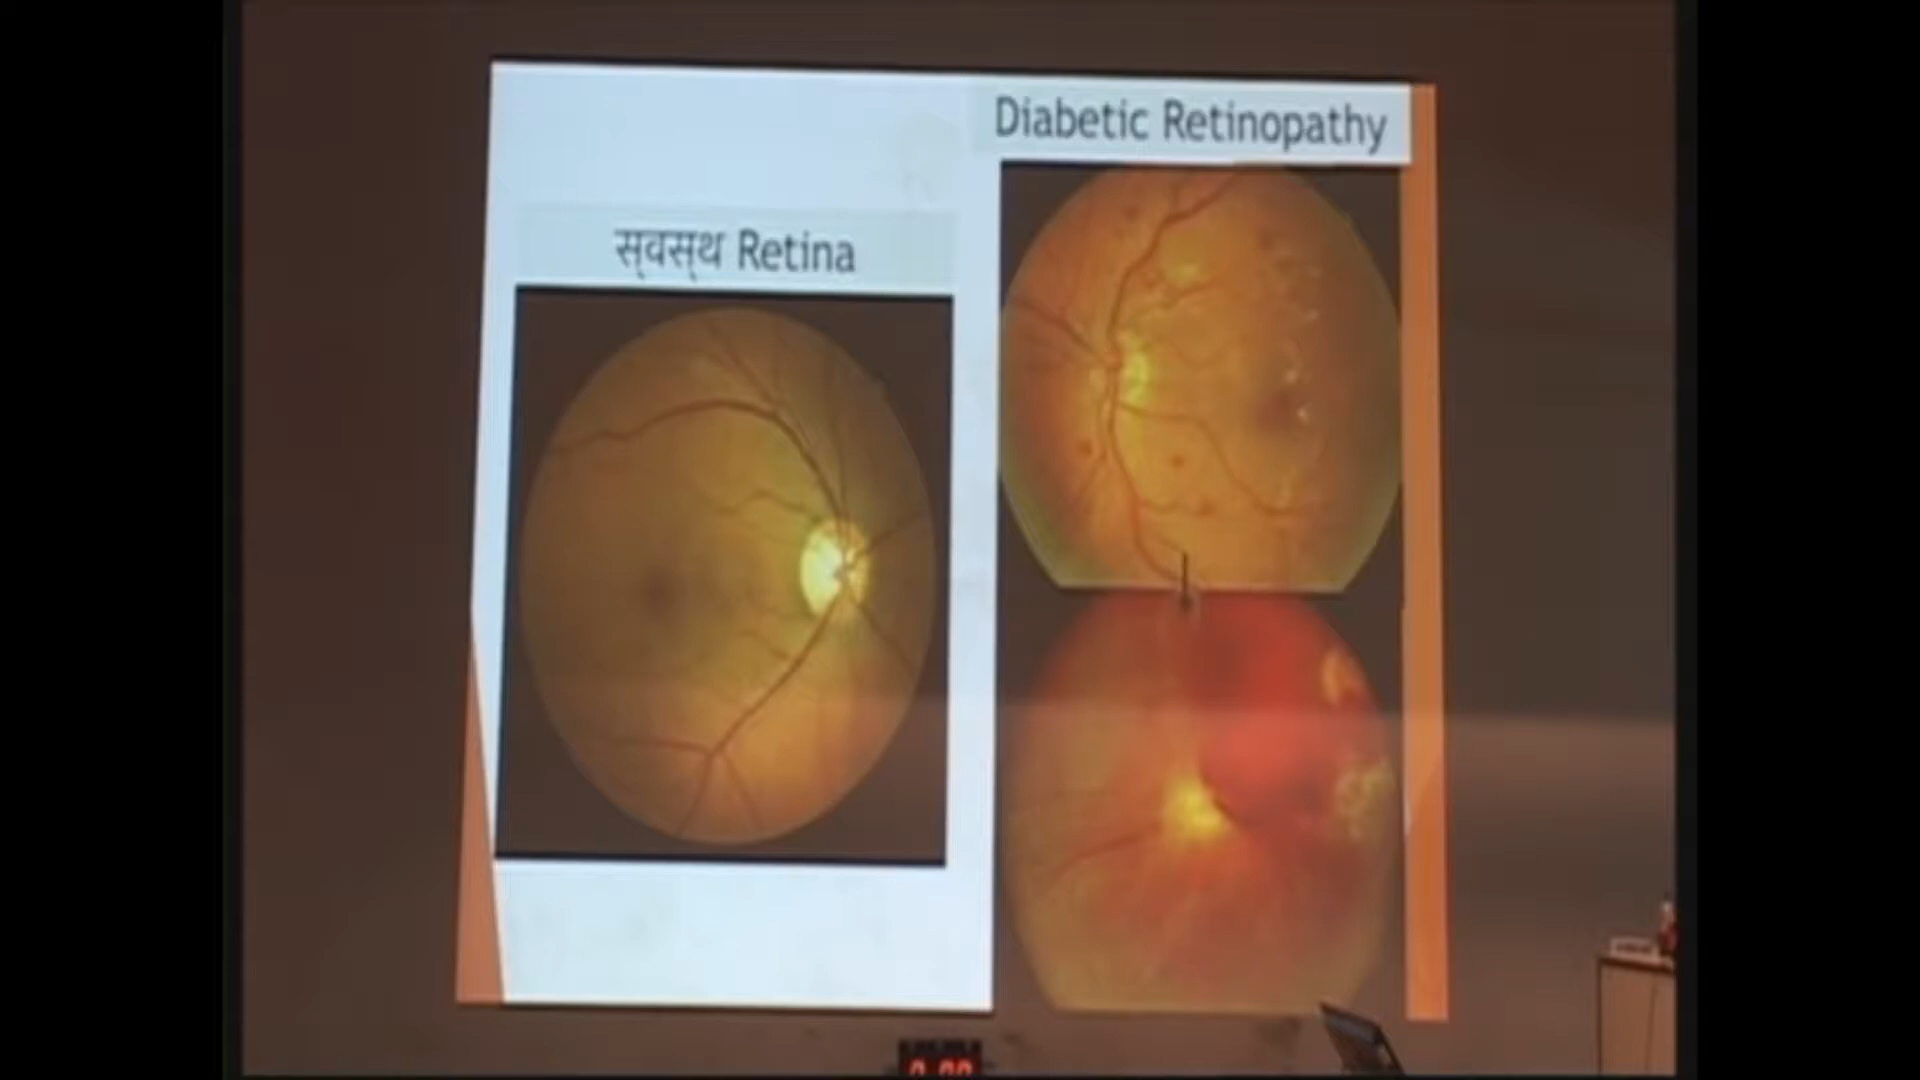 Diabetic Retinopathy
स्‌वस्‌थ Retina